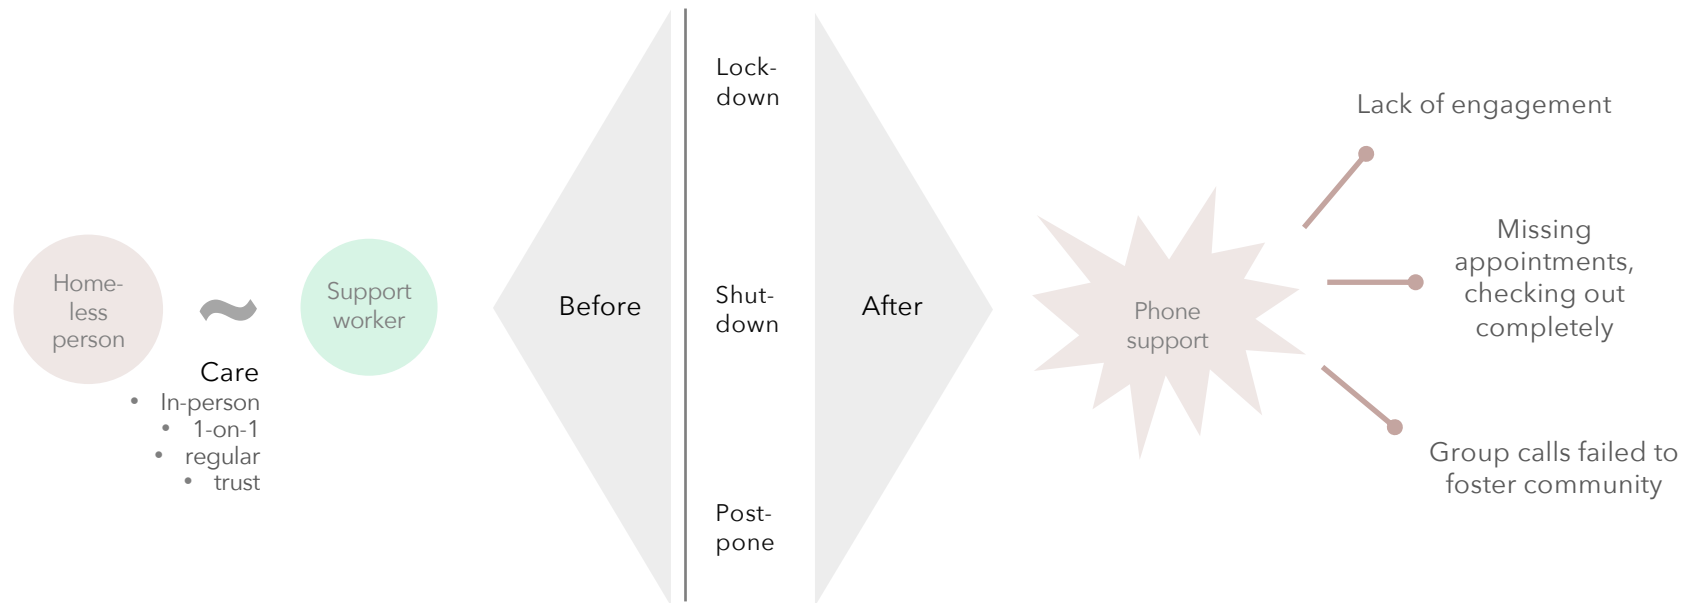 Home-
less
person
Support
worker
Care
• In-person
• 1-on-1
• regular
• trust
Before
Lock-
down
Shut-
down
Post-
pone
After
Phone
support
Lack of engagement
Missing
appointments,
checking out
completely
Group calls failed to
foster community